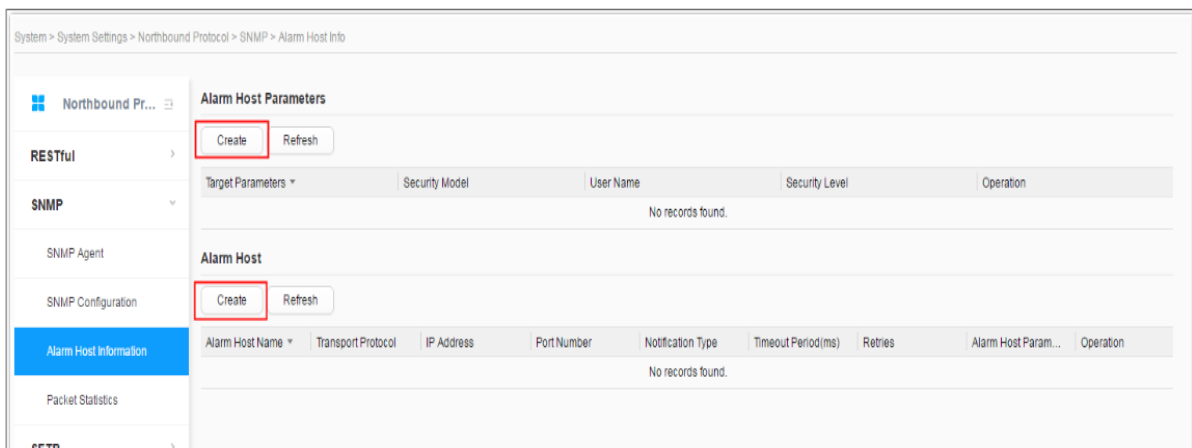 System > System Settings > Northbound Protocol > SNMP > Alarm Host Info
Northbound Pr...
RESTful
SNMP
SNMP Agent
SNMP Configuration
Alarm Host Information
Packet Statistics
Alarm Host Parameters
Create Refresh
Target Parameters Security Model User Name Security Level Operation
No records found.
Alarm Host
Create Refresh
Alarm Host Name Transport Protocol IP Address Port Number Notification Type Timeout Period(ms) Retries Alarm Host Param... Operation
No records found.